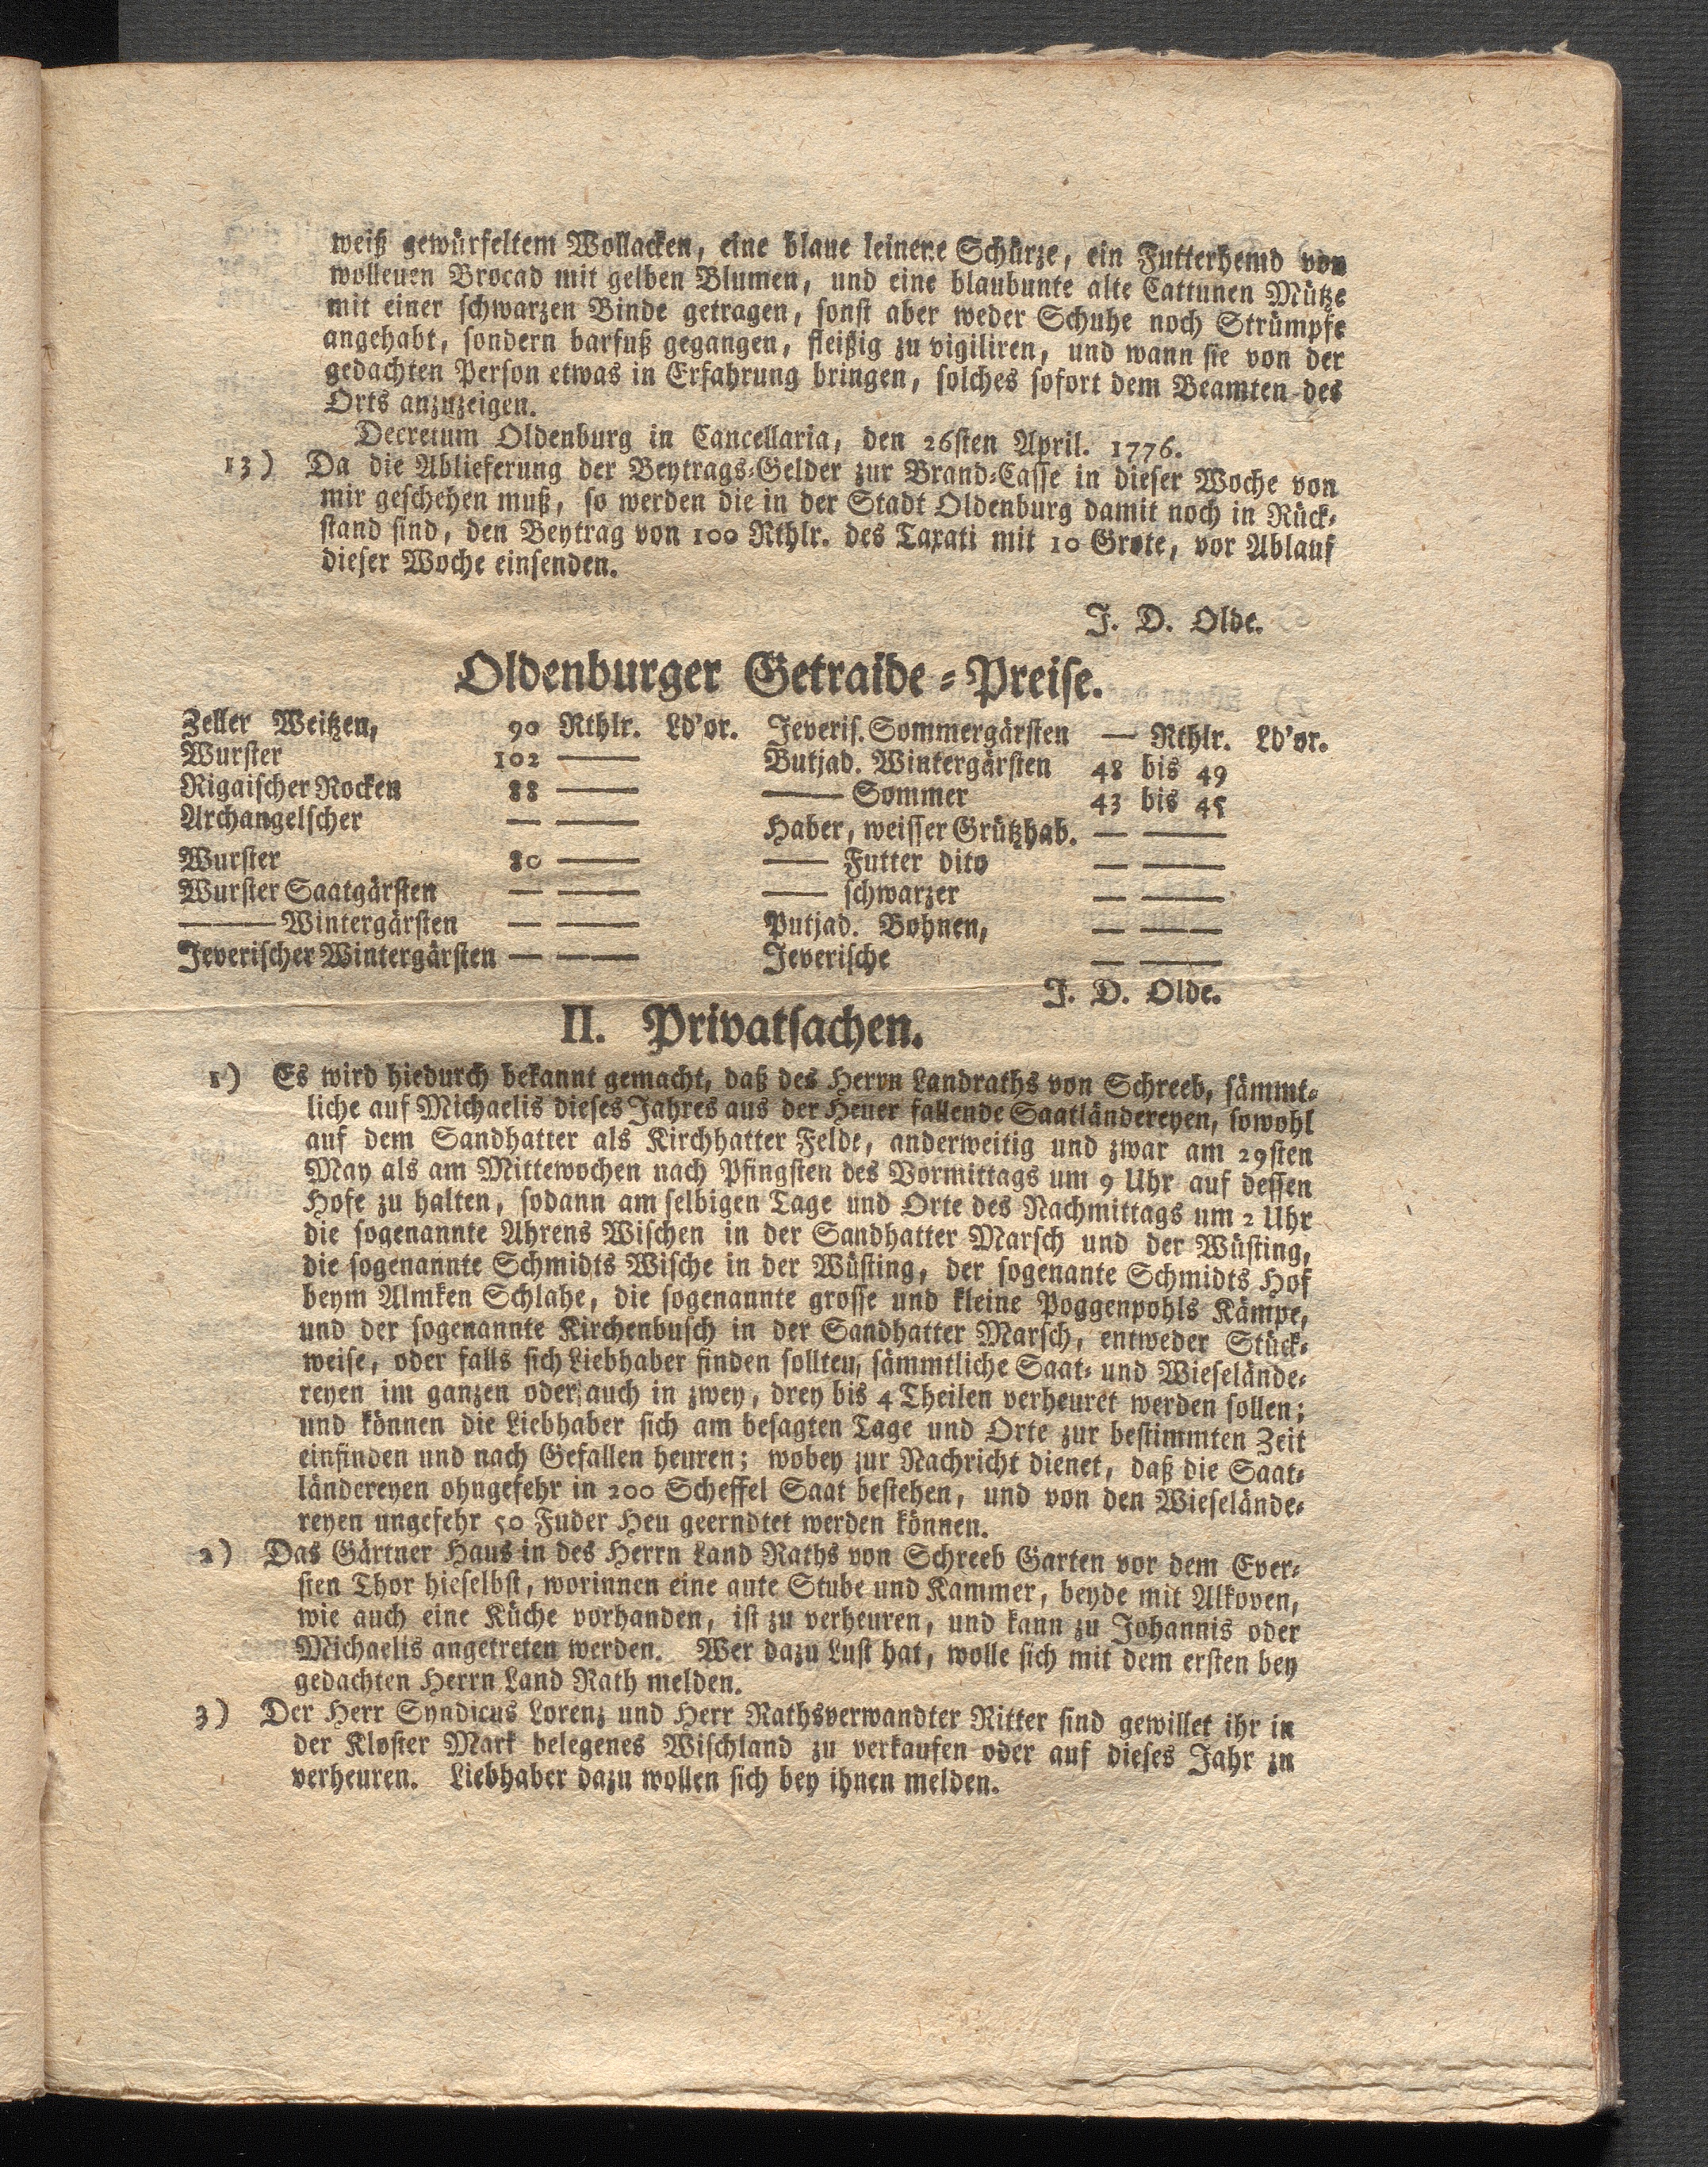 weiß gewürfeltem Wollacken, eine blaue leinene Schürze, ein Futterhemd von
wollenen Brocad mit gelben Blumen, und eine blaubunte alte Cattunen Mütze
mit einer schwarzen Binde getragen, sonst aber weder Schuhe noch Strümpfe
angehabt, sondern barfuß gegangen, fleißig zu vigiliren, und wann sie von der
gedachten Person etwas in Erfahrung bringen, solches sofort dem Beamten des
Orts anzuzeigen.
Decretum Oldenburg in Cancellaria, den 26sten April. 1776.
13) Da die Ablieferung der Beytrags-Gelder zur Brand-Casse in dieser Woche von
mir geschehen muß, so werden die in der Stadt Oldenburg damit noch in Rück-
stand sind, den Beytrag von 100 Rthlr. des Taxati mit 10 Grote, vor Ablauf
dieser Woche einsenden.
J. D. Olde.
Oldenburger Getraide-Preise.
Zeller Weitzen, 90 Rthlr. Ld'or. Jeveris. Sommergärsten — Rthlr. Ld'or.
Wurster 102 — Butjad. Wintergärsten 48 bis 49
Rigaischer Rocken 88 — — Sommer 43 bis 45
Archangelscher — — Haber, weisser Grützhab. — —
Wurster 80 — — Futter dito — —
Wurster Saatgärsten — — — schwarzer — —
— Wintergärsten — — Putjad. Bohnen, — —
Jeverischer Wintergärsten — — Jeverische — —
J. D. Olde.
II. Privatsachen.
1) Es wird hiedurch bekannt gemacht, daß des Herrn Landraths von Schreeb, sämmt-
liche auf Michaelis dieses Jahres aus der Heuer fallende Saatländereyen, sowohl
auf dem Sandhatter als Kirchhatter Felde, anderweitig und zwar am 29sten
May als am Mittewochen nach Pfingsten des Vormittags um 9 Uhr auf dessen
Hofe zu halten, sodann am selbigen Tage und Orte des Nachmittags um 2 Uhr
die sogenannte Ahrens Wischen in der Sandhatter Marsch und der Wüsting,
die sogenannte Schmidts Wische in der Wüsting, der sogenante Schmidts Hof
beym Almken Schlahe, die sogenannte grosse und kleine Poggenpohls Kämpe,
und der sogenannte Kirchenbusch in der Sandhatter Marsch, entweder Stück-
weise, oder falls sich Liebhaber finden sollten, sämmtliche Saat- und Wieselände-
reyen im ganzen oder auch in zwey, drey bis 4 Theilen verheuret werden sollen;
und können die Liebhaber sich am besagten Tage und Orte zur bestimmten Zeit
einfinden und nach Gefallen heuren; wobey zur Nachricht dienet, daß die Saat-
ländereyen ohngefehr in 200 Scheffel Saat bestehen, und von den Wieselände-
reyen ungefehr 50 Fuder Heu geerndtet werden können.
2) Das Gärtner Haus in des Herrn Land Raths von Schreeb Garten vor dem Ever-
sten Thor hieselbst, worinnen eine gute Stube und Kammer, beyde mit Alkoven,
wie auch eine Küche vorhanden, ist zu verheuren, und kann zu Johannis oder
Michaelis angetreten werden. Wer dazu Lust hat, wolle sich mit dem ersten bey
gedachten Herrn Land Rath melden.
3) Der Herr Syndicus Lorenz und Herr Rathsverwandter Ritter sind gewillet ihr in
der Kloster Mark belegenes Wischland zu verkaufen oder auf dieses Jahr zu
verheuren. Liebhaber dazu wollen sich bey ihnen melden.